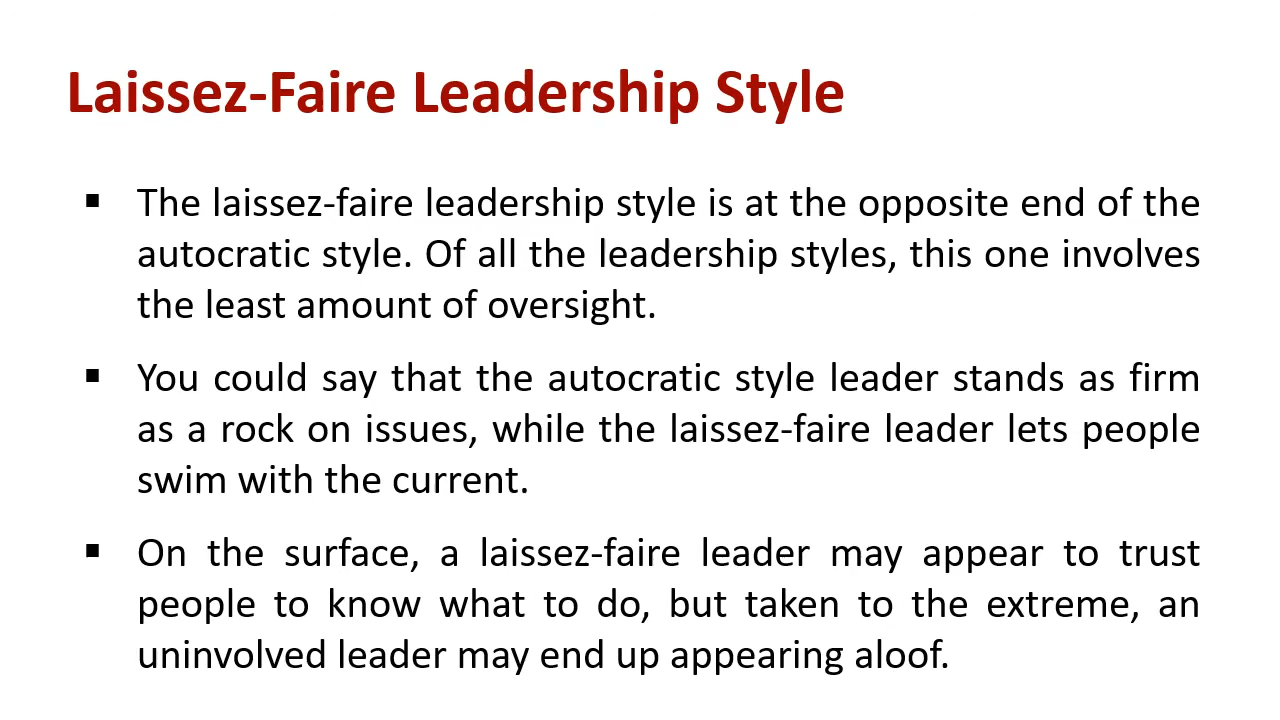 Laissez-Faire Leadership Style
▪ The laissez-faire leadership style is at the opposite end of the
autocratic style. Of all the leadership styles, this one involves
the least amount of oversight.
▪ You could say that the autocratic style leader stands as firm
as a rock on issues, while the laissez-faire leader lets people
swim with the current.
▪ On the surface, a laissez-faire leader may appear to trust
people to know what to do, but taken to the extreme, an
uninvolved leader may end up appearing aloof.